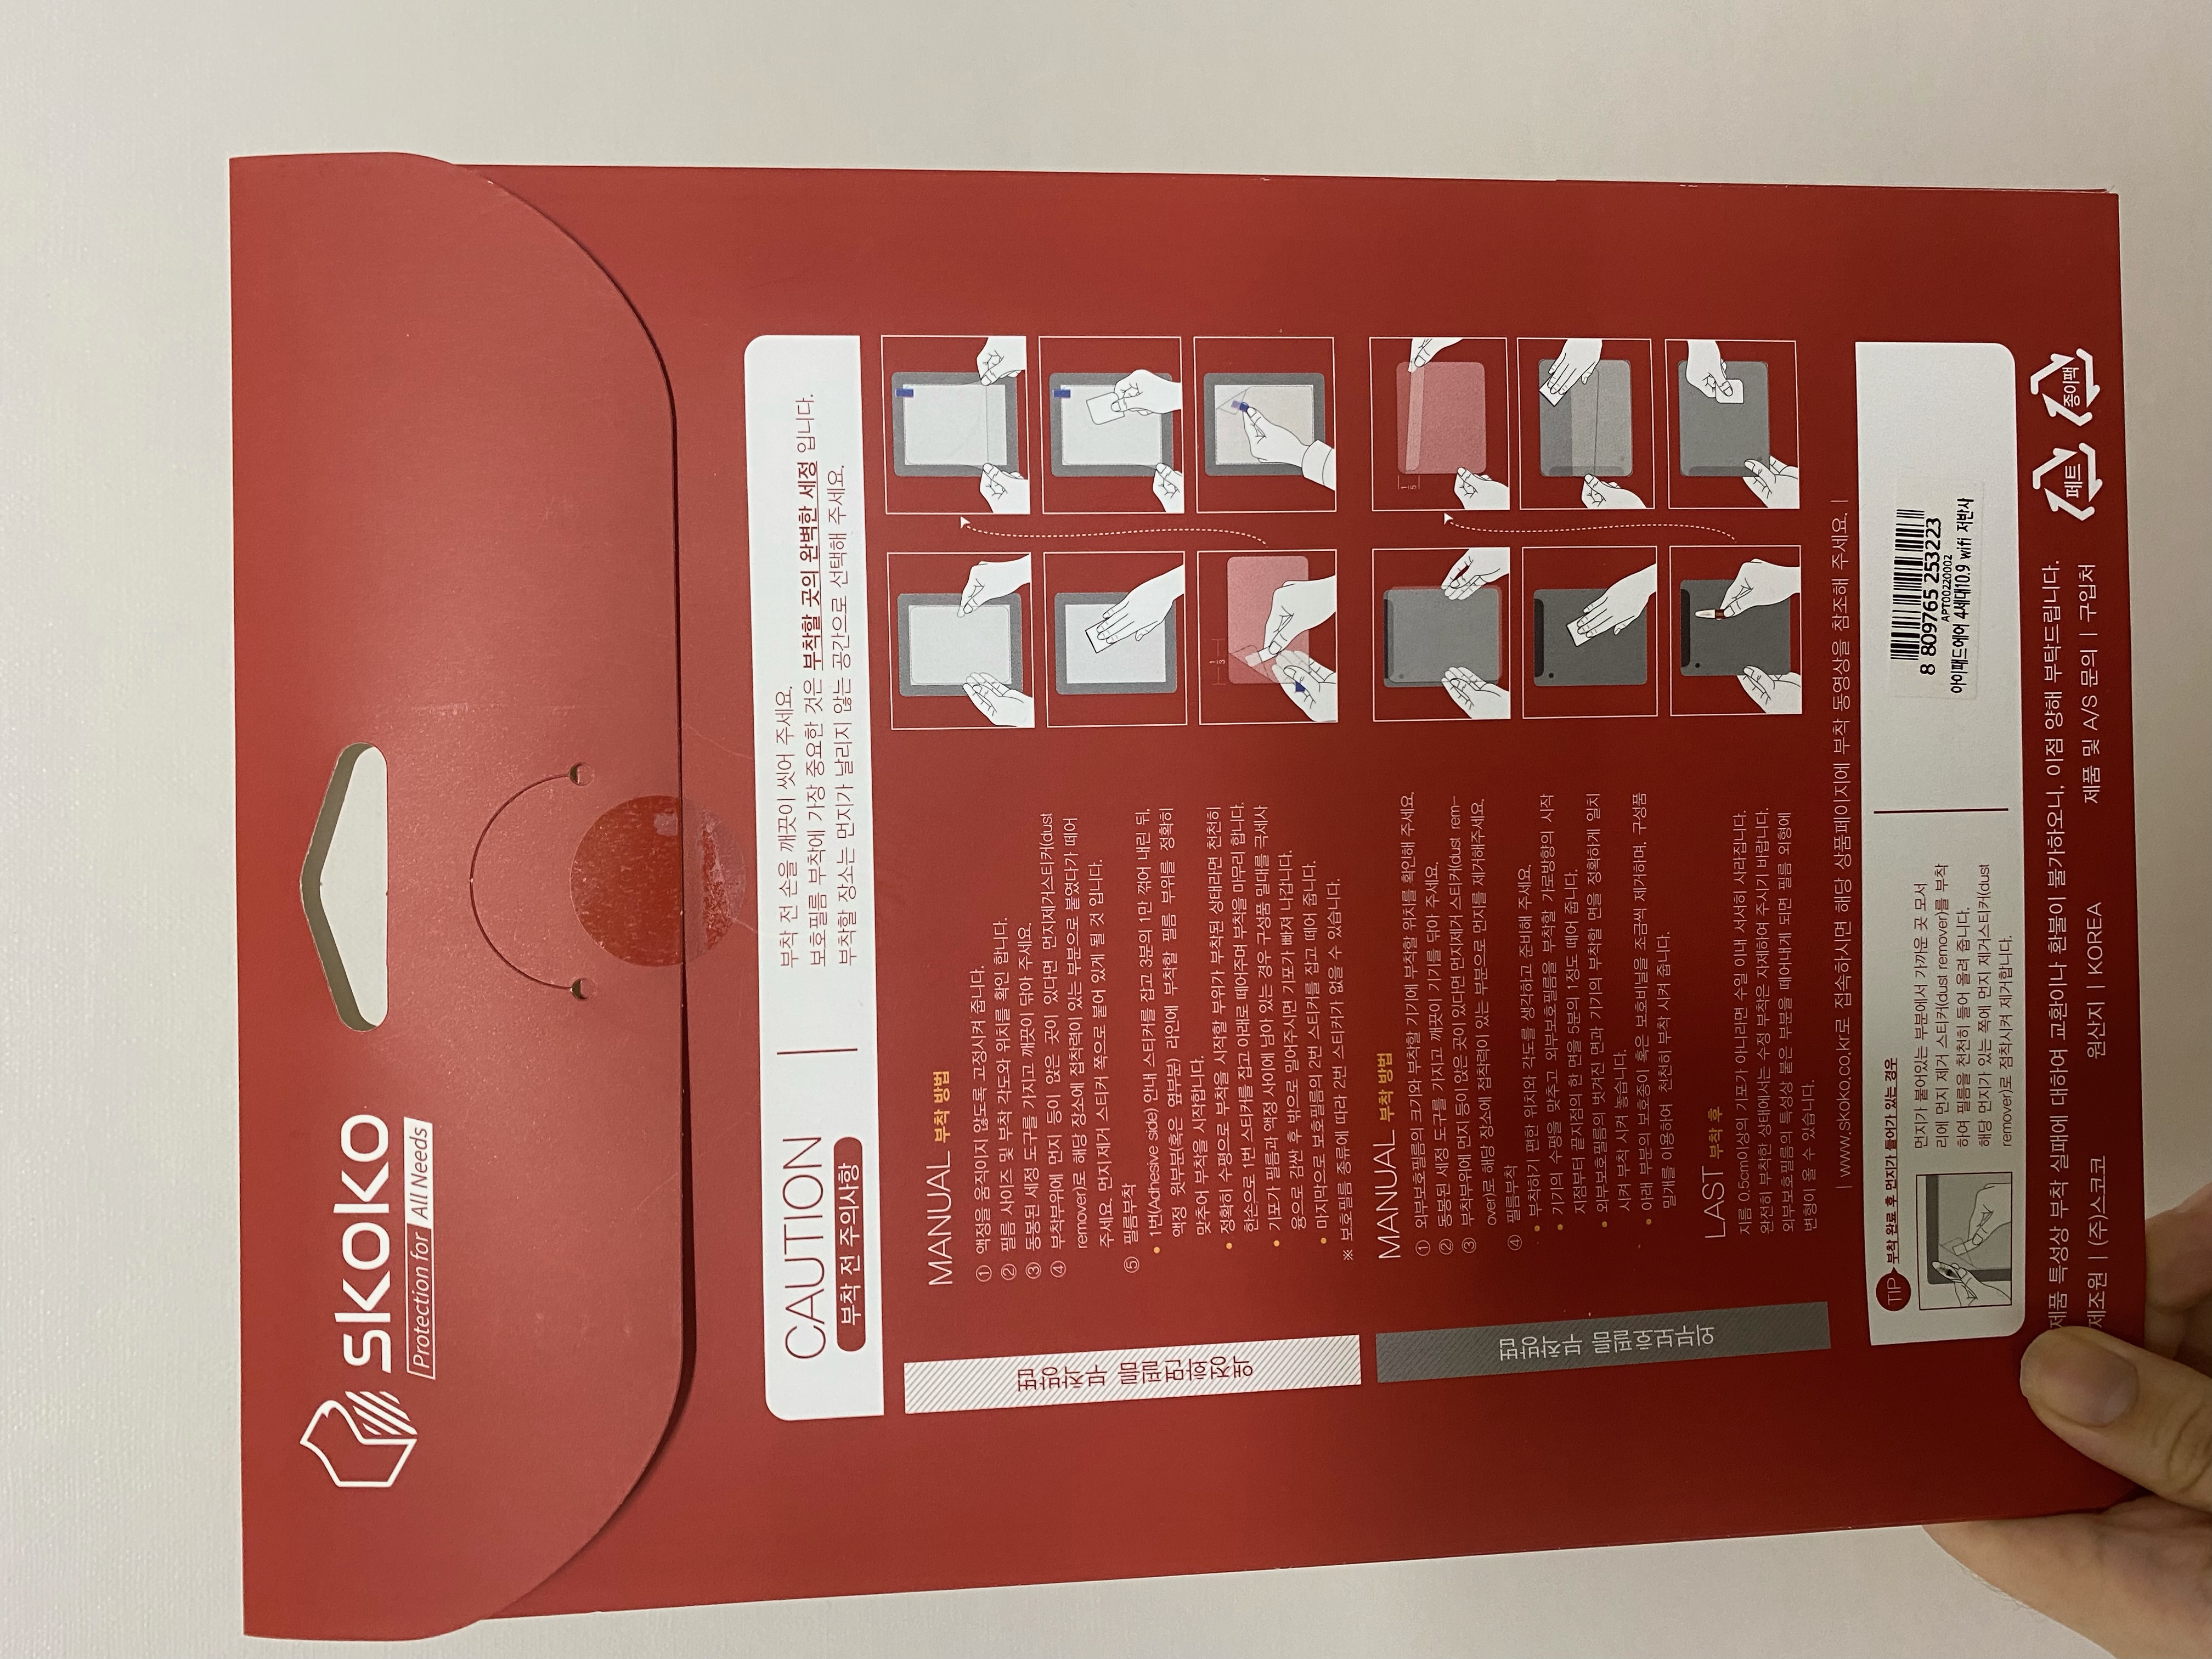 skoko
Protection for All Needs
CAUTION
부착 전 주의사항
부착 전 손을 깨끗이 씻어 주세요.
보호필름 부착에 가장 중요한 것은 부착할 곳의 완벽한 세정 입니다.
부착할 장소는 먼지가 날리지 않는 공간으로 선택해 주세요.
액정화면필름 부착방법
MANUAL 부착 방법
① 액정을 움직이지 않도록 고정시켜 줍니다.
② 필름 사이즈 및 부착 각도와 위치를 확인 합니다.
③ 동봉된 세정 도구를 가지고 깨끗이 닦아 주세요.
④ 부착부위에 먼지 등이 앉은 곳이 있다면 먼지제거스티커(dust
remover)로 해당 장소에 접착력이 있는 부분으로 붙였다가 떼어
주세요. 먼지제거 스티커 쪽으로 붙어 있게 될 것 입니다.
⑤ 필름부착
• 1번(Adhesive side) 안내 스티커를 잡고 3분의 1만 꺾어 내린 뒤,
액정 윗부분(혹은 옆부분) 라인에 부착할 필름 부위를 정확히
맞추어 부착을 시작합니다.
• 정확히 수평으로 부착을 시작할 부위가 부착된 상태라면 천천히
한손으로 1번 스티커를 잡고 아래로 떼어주며 부착을 마무리 합니다.
• 기포가 필름과 액정 사이에 남아 있는 경우 구성품 밀대를 극세사
융으로 감싼 후 밖으로 밀어주시면 기포가 빠져 나갑니다.
• 마지막으로 보호필름의 2번 스티커를 잡고 떼어 줍니다.
※ 보호필름 종류에 따라 2번 스티커가 없을 수 있습니다.
1/3
외부보호필름 부착방법
MANUAL 부착 방법
① 외부보호필름의 크기와 부착할 기기에 부착할 위치를 확인해 주세요.
② 동봉된 세정 도구를 가지고 깨끗이 기기를 닦아 주세요.
③ 부착부위에 먼지 등이 앉은 곳이 있다면 먼지제거 스티커(dust rem-
over)로 해당 장소에 접착력이 있는 부분으로 먼지를 제거해주세요.
④ 필름부착
• 부착하기 편한 위치와 각도를 생각하고 준비해 주세요.
• 기기의 수평을 맞추고 외부보호필름을 부착할 가로방향의 시작
지점부터 끝지점의 한 면을 5분의 1정도 떼어 줍니다.
• 외부보호필름의 벗겨진 면과 기기의 부착할 면을 정확하게 일치
시켜 부착 시켜 놓습니다.
• 아래 부분의 보호종이 혹은 보호비닐을 조금씩 제거하며, 구성품
밀개를 이용하여 천천히 부착 시켜 줍니다.
1/5
LAST 부착 후
지름 0.5cm이상의 기포가 아니라면 수일 이내 서서히 사라집니다.
완전히 부착한 상태에서는 수정 부착은 자제하여 주시기 바랍니다.
외부보호필름의 특성상 붙은 부분을 떼어내게 되면 필름 외형에
변형이 올 수 있습니다.
| www.skoko.co.kr로 접속하시면 해당 상품페이지에 부착 동영상을 참조해 주세요. |
TIP 부착 완료 후 먼지가 들어가 있는 경우
먼지가 붙어있는 부분에서 가까운 곳 모서
리에 먼지 제거 스티커(dust remover)를 부착
하여 필름을 천천히 들어 올려 줍니다.
해당 먼지가 있는 쪽에 먼지 제거스티커(dust
remover)로 점착시켜 제거합니다.
8 809765 253223
APT00220002
아이패드에어 4세대10.9 wifi 저반사
제품 특성상 부착 실패에 대하여 교환이나 환불이 불가하오니, 이점 양해 부탁드립니다.
제조원 | (주)스코코 원산지 | KOREA 제품 및 A/S 문의 | 구입처
페트
종이팩